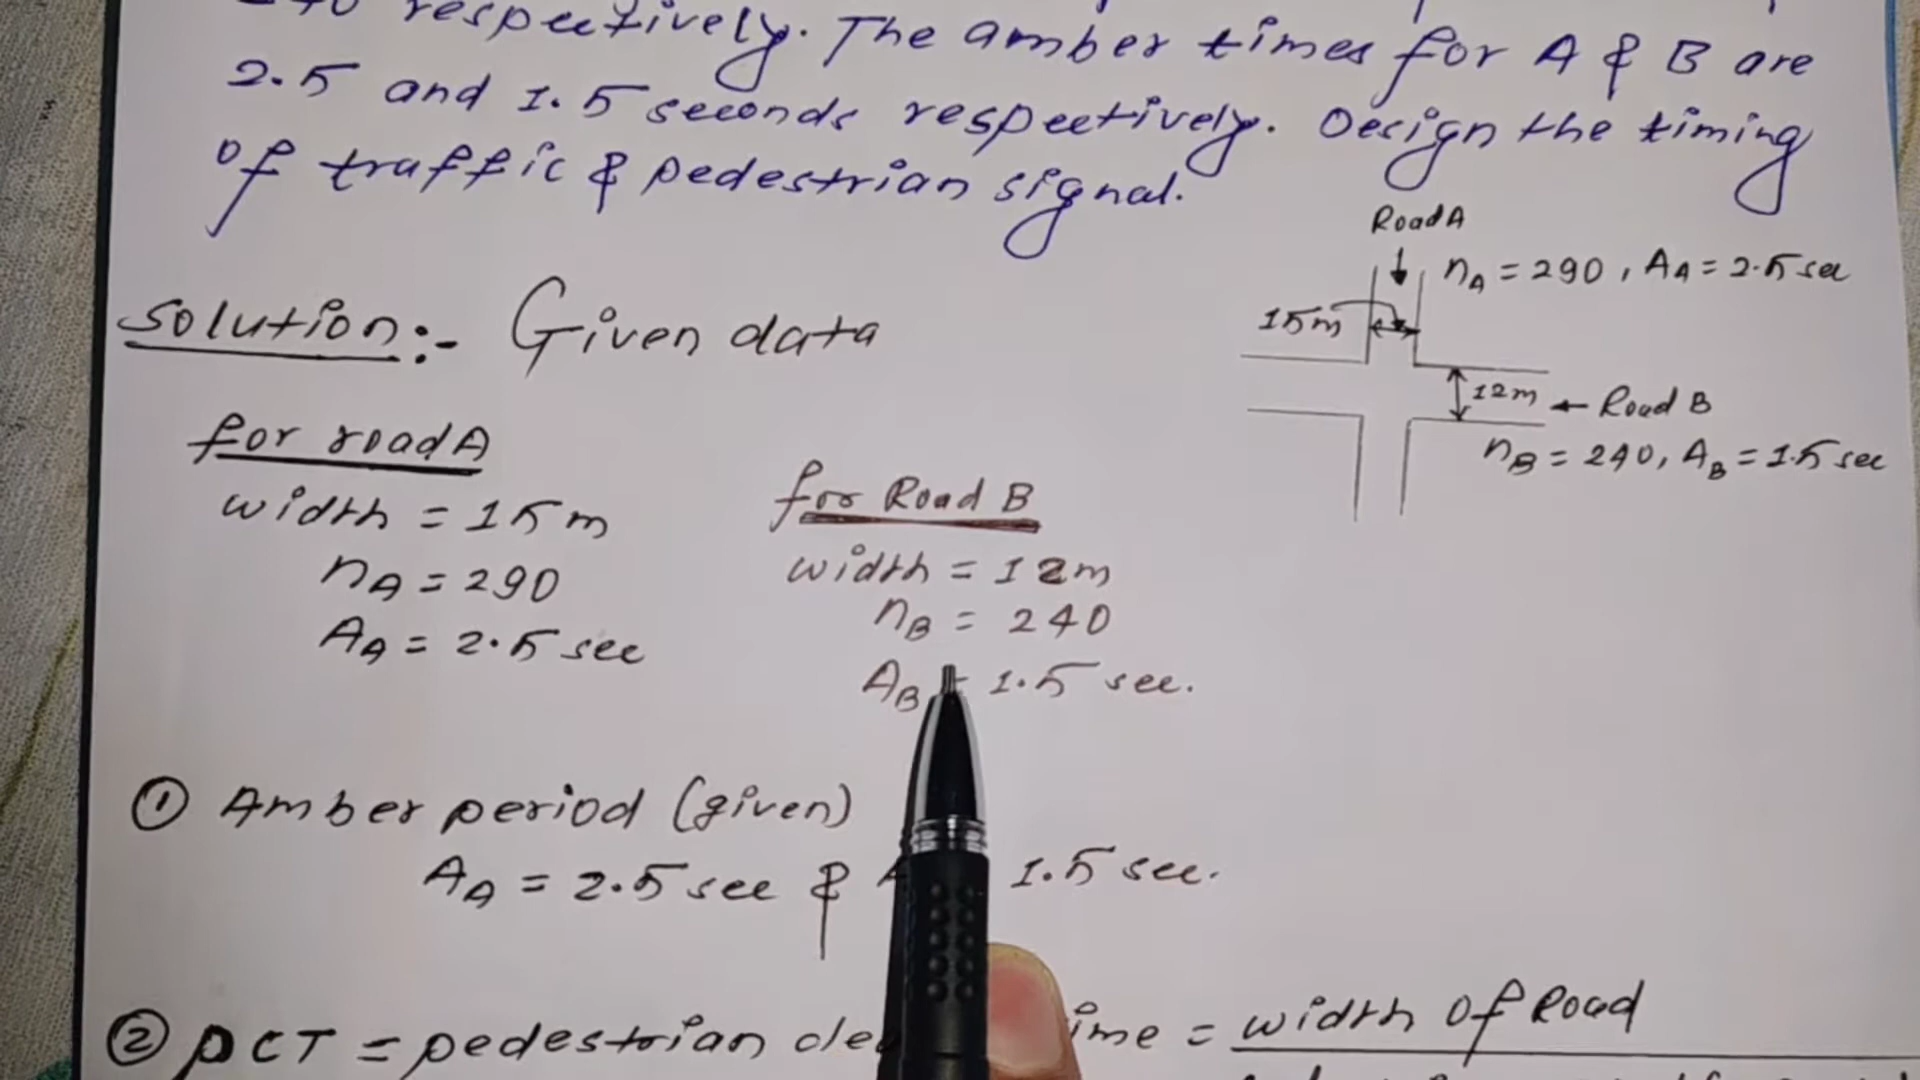 respectively. The amber times for A & B are
2.5 and 1.5 seconds respectively. Design the timing
of traffic & pedestrian signal.
Road A
nA = 290, AA = 2.5 sec
15m
12m ← Road B
nB = 240, AB = 1.5 sec
Solution:- Given data
for road A
width = 15 m
nA = 290
AA = 2.5 sec
for Road B
width = 12m
nB = 240
AB = 1.5 sec.
① Amber period (given)
AA = 2.5 sec & 1.5 sec.
② PCT = pedestrian = width of Road